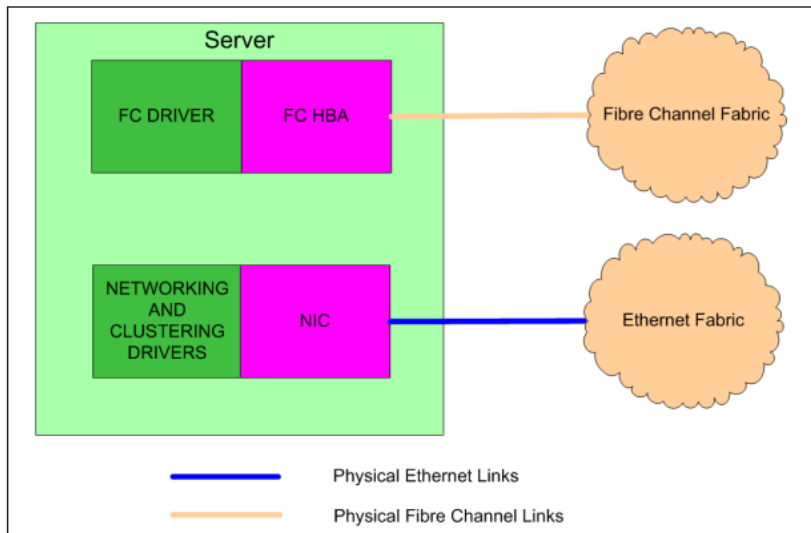 Server
FC DRIVER
FC HBA
Fibre Channel Fabric
NETWORKING
AND
CLUSTERING
DRIVERS
NIC
Ethernet Fabric
Physical Ethernet Links
Physical Fibre Channel Links